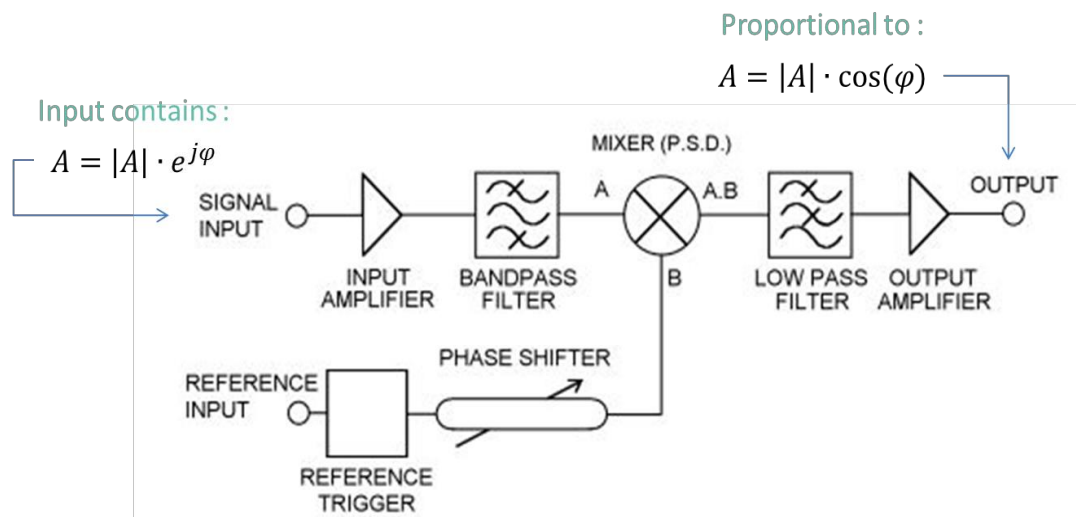 Proportional to :
A = |A| · cos(φ)
Input contains :
A = |A| · e^{jφ}
MIXER (P.S.D.)
SIGNAL
INPUT
A
A.B
OUTPUT
B
INPUT
AMPLIFIER
BANDPASS
FILTER
LOW PASS
FILTER
OUTPUT
AMPLIFIER
PHASE SHIFTER
REFERENCE
INPUT
REFERENCE
TRIGGER